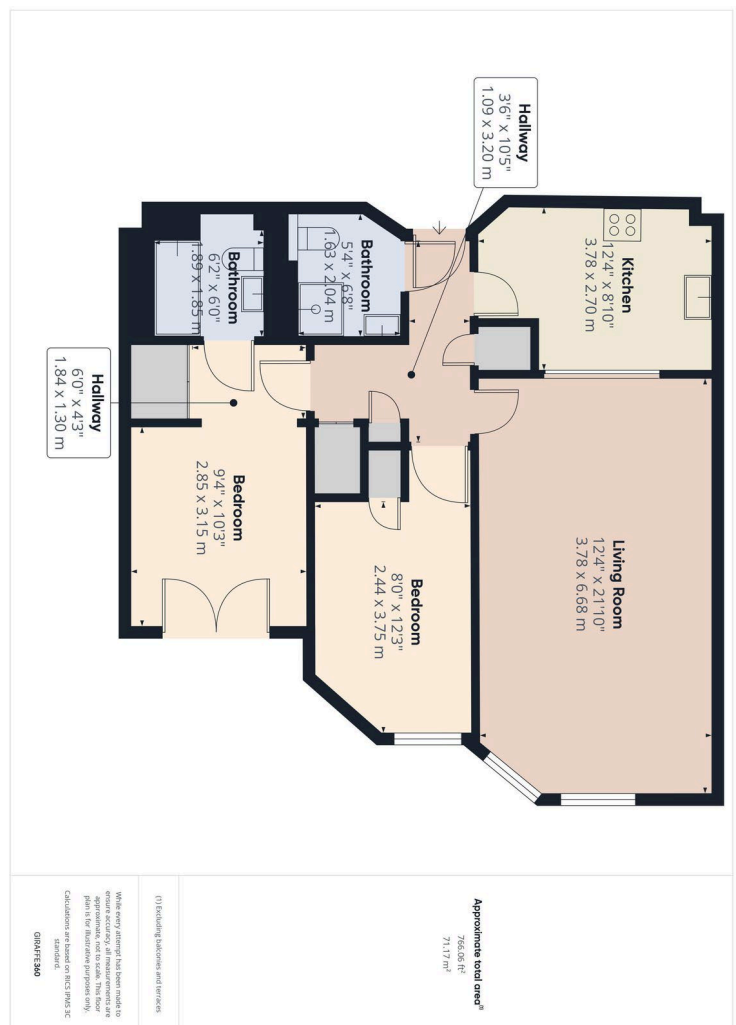 Hallway
3'6" x 10'5"
1.09 x 3.20 m
Kitchen
12'4" x 8'10"
3.78 x 2.70 m
Bathroom
5'4" x 6'8"
1.63 x 2.04 m
Bathroom
6'2" x 6'0"
1.89 x 1.85 m
Hallway
6'0" x 4'3"
1.84 x 1.30 m
Living Room
12'4" x 21'10"
3.78 x 6.68 m
Bedroom
8'0" x 12'3"
2.44 x 3.75 m
Bedroom
9'4" x 10'3"
2.85 x 3.15 m
Approximate total area⁽¹⁾
766.06 ft²
71.17 m²
(1) Excluding balconies and terraces
While every attempt has been made to
ensure accuracy, all measurements are
approximate, not to scale. This floor
plan is for illustrative purposes only.
Calculations are based on RICS IPMS 3C
standard.
GIRAFFE360